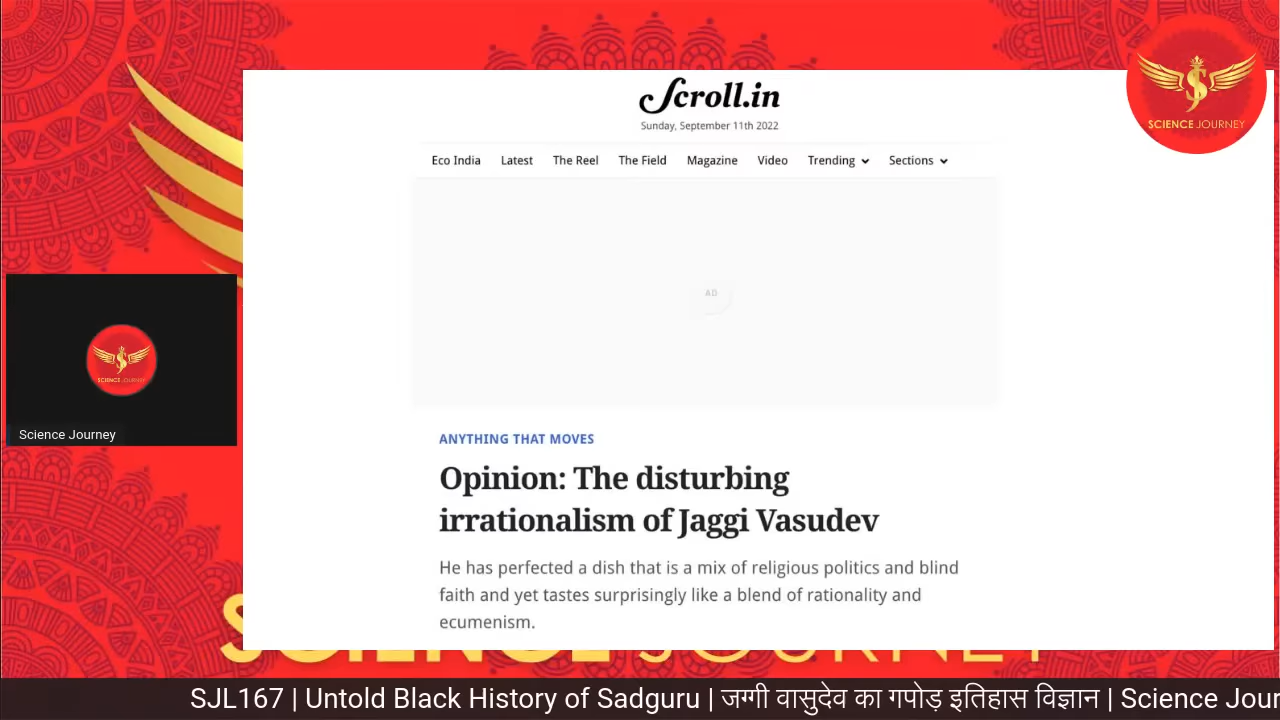 Scroll.in
Sunday, September 11th 2022
SCIENCE JOURNEY
Eco India Latest The Reel The Field Magazine Video Trending Sections
AD
SCIENCE JOURNEY
Science Journey
ANYTHING THAT MOVES
Opinion: The disturbing
irrationalism of Jaggi Vasudev
He has perfected a dish that is a mix of religious politics and blind
faith and yet tastes surprisingly like a blend of rationality and
ecumenism.
SCIENCE JOURNEY
SJL167 | Untold Black History of Sadguru | जग्गी वासुदेव का गपोड़ इतिहास विज्ञान | Science Jour